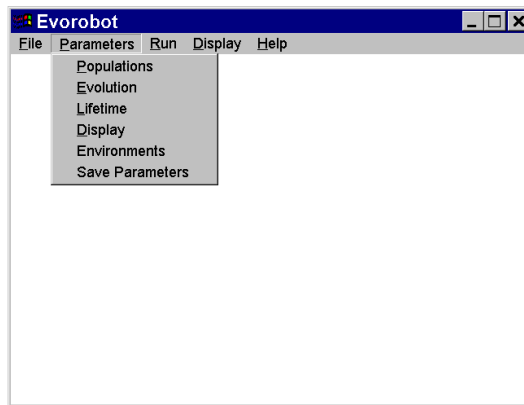 Evorobot
File Parameters Run Display Help
Populations
Evolution
Lifetime
Display
Environments
Save Parameters